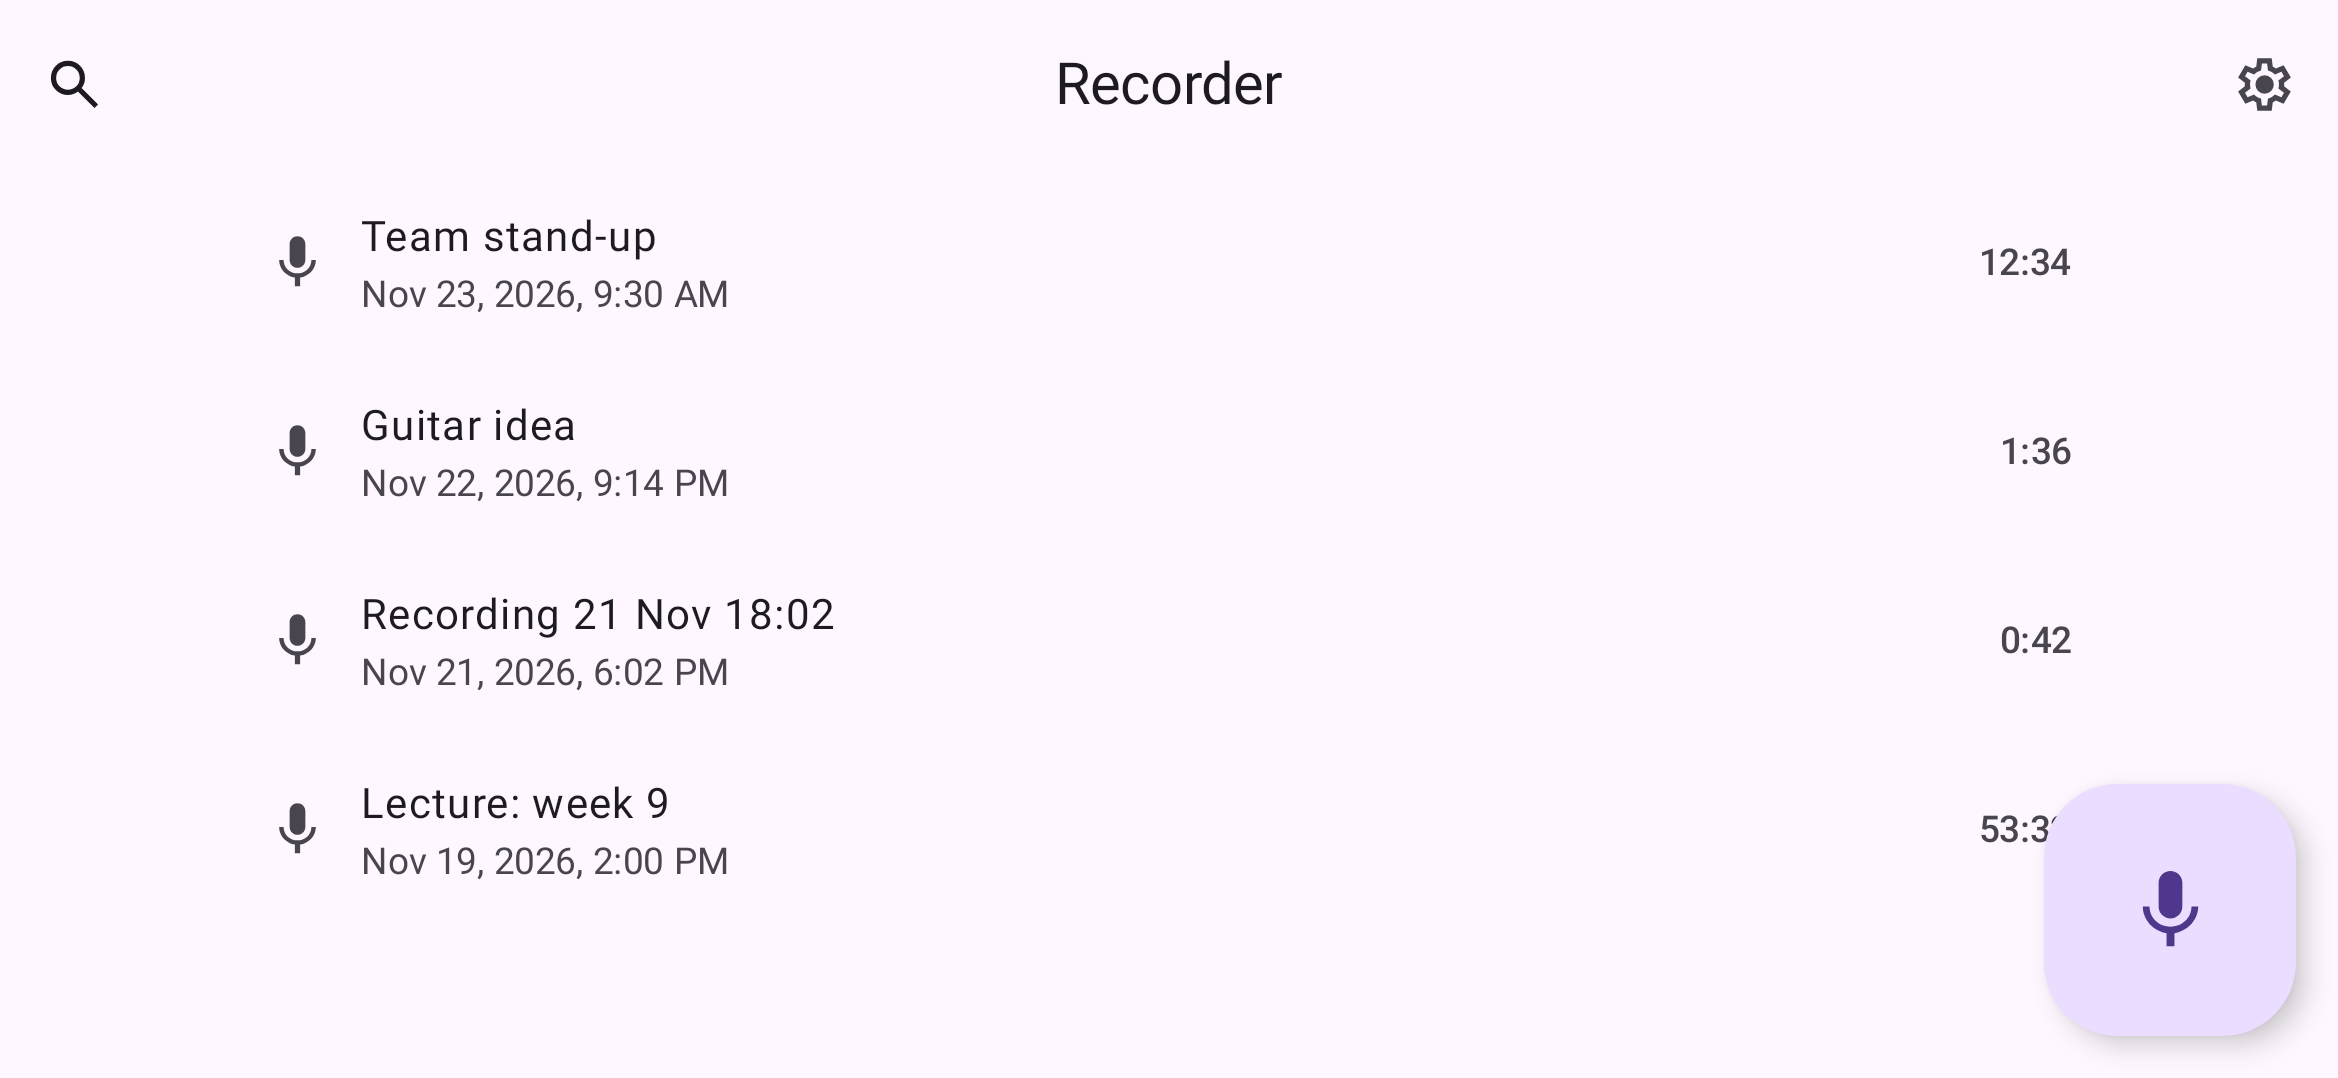 Recorder
Team stand-up
Nov 23, 2026, 9:30 AM
12:34
Guitar idea
Nov 22, 2026, 9:14 PM
1:36
Recording 21 Nov 18:02
Nov 21, 2026, 6:02 PM
0:42
Lecture: week 9
Nov 19, 2026, 2:00 PM